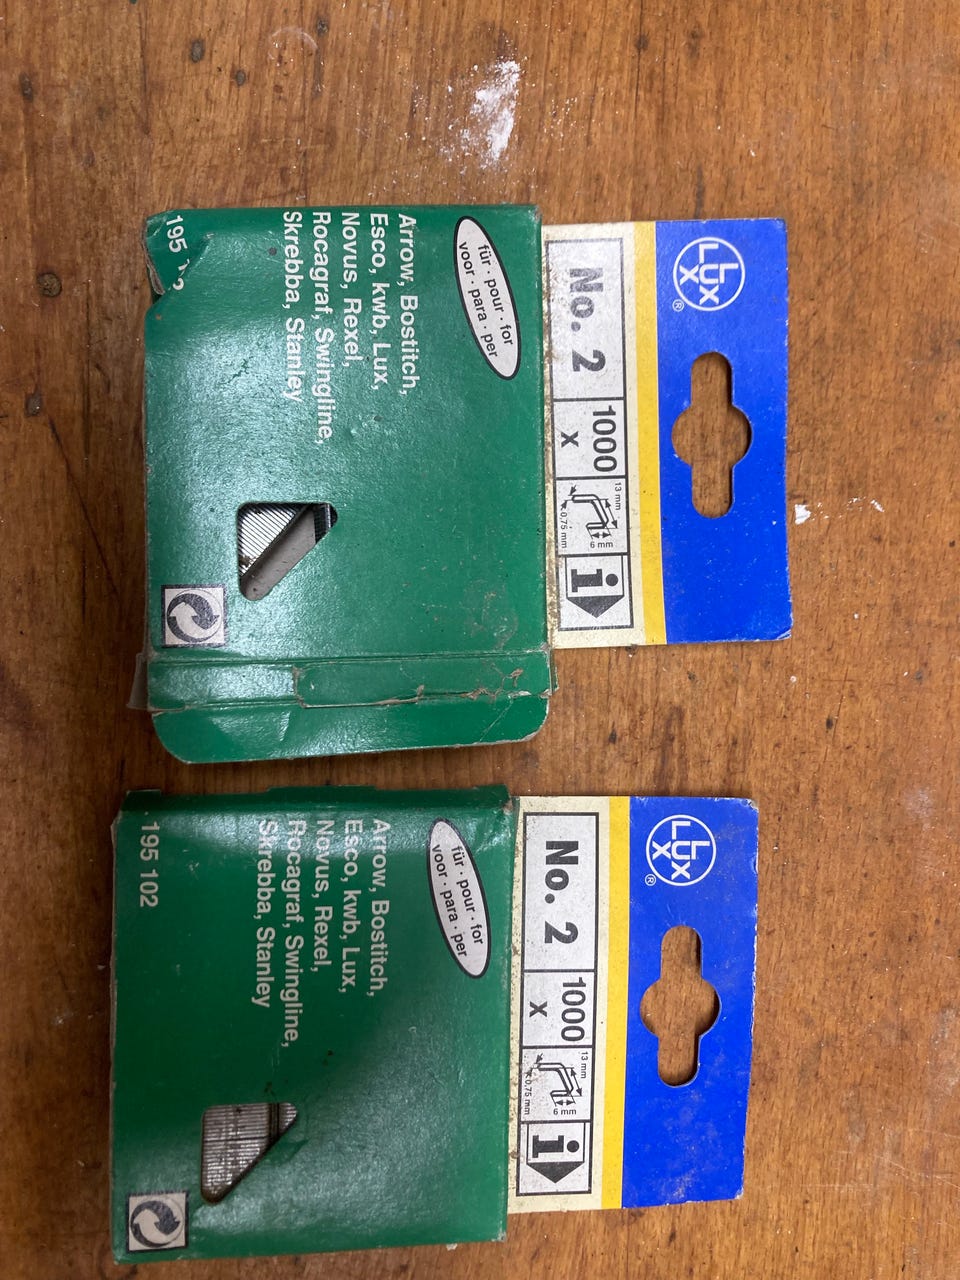 LUX
LUX
®
No. 2
1000
x
13 mm
0,75 mm
6 mm
i
für · pour · for
voor · para · per
Arrow, Bostitch,
Esco, kwb, Lux,
Novus, Rexel,
Rocagraf, Swingline,
Skrebba, Stanley
195
LUX
LUX
®
No. 2
1000
x
13 mm
0,75 mm
6 mm
i
für · pour · for
voor · para · per
Arrow, Bostitch,
Esco, kwb, Lux,
Novus, Rexel,
Rocagraf, Swingline,
Skrebba, Stanley
195 102